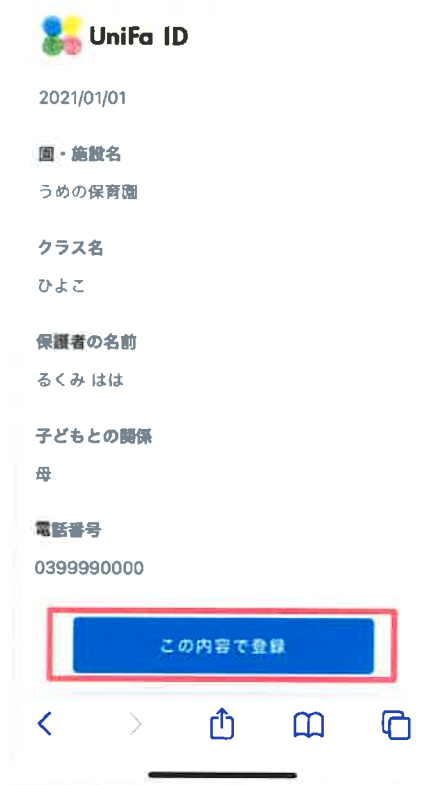 UniFa ID
2021/01/01
園・施設名
うめの保育園
クラス名
ひよこ
保護者の名前
るくみ はは
子どもとの関係
母
電話番号
0399990000
この内容で登録